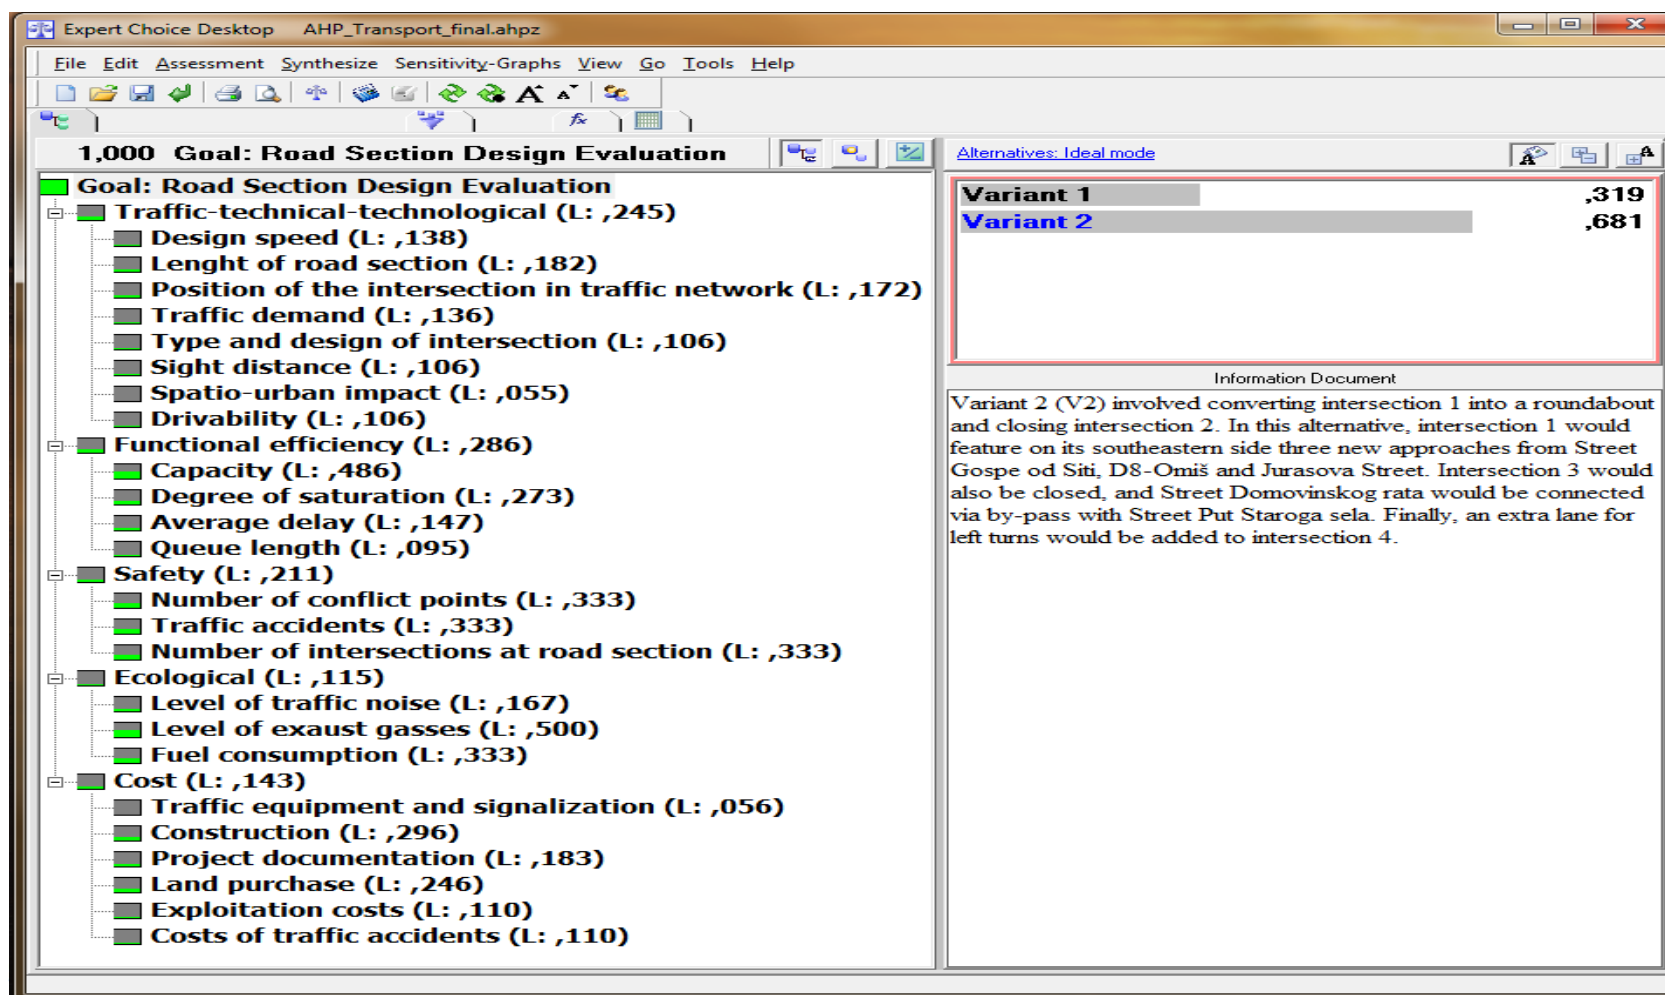 Expert Choice Desktop AHP_Transport_final.ahpz
File Edit Assessment Synthesize Sensitivity-Graphs View Go Tools Help
1,000 Goal: Road Section Design Evaluation
Goal: Road Section Design Evaluation
Traffic-technical-technological (L: ,245)
Design speed (L: ,138)
Lenght of road section (L: ,182)
Position of the intersection in traffic network (L: ,172)
Traffic demand (L: ,136)
Type and design of intersection (L: ,106)
Sight distance (L: ,106)
Spatio-urban impact (L: ,055)
Drivability (L: ,106)
Functional efficiency (L: ,286)
Capacity (L: ,486)
Degree of saturation (L: ,273)
Average delay (L: ,147)
Queue length (L: ,095)
Safety (L: ,211)
Number of conflict points (L: ,333)
Traffic accidents (L: ,333)
Number of intersections at road section (L: ,333)
Ecological (L: ,115)
Level of traffic noise (L: ,167)
Level of exaust gasses (L: ,500)
Fuel consumption (L: ,333)
Cost (L: ,143)
Traffic equipment and signalization (L: ,056)
Construction (L: ,296)
Project documentation (L: ,183)
Land purchase (L: ,246)
Exploitation costs (L: ,110)
Costs of traffic accidents (L: ,110)
Alternatives: Ideal mode
Variant 1 ,319
Variant 2 ,681
Information Document
Variant 2 (V2) involved converting intersection 1 into a roundabout
and closing intersection 2. In this alternative, intersection 1 would
feature on its southeastern side three new approaches from Street
Gospe od Siti, D8-Omiš and Jurasova Street. Intersection 3 would
also be closed, and Street Domovinskog rata would be connected
via by-pass with Street Put Staroga sela. Finally, an extra lane for
left turns would be added to intersection 4.